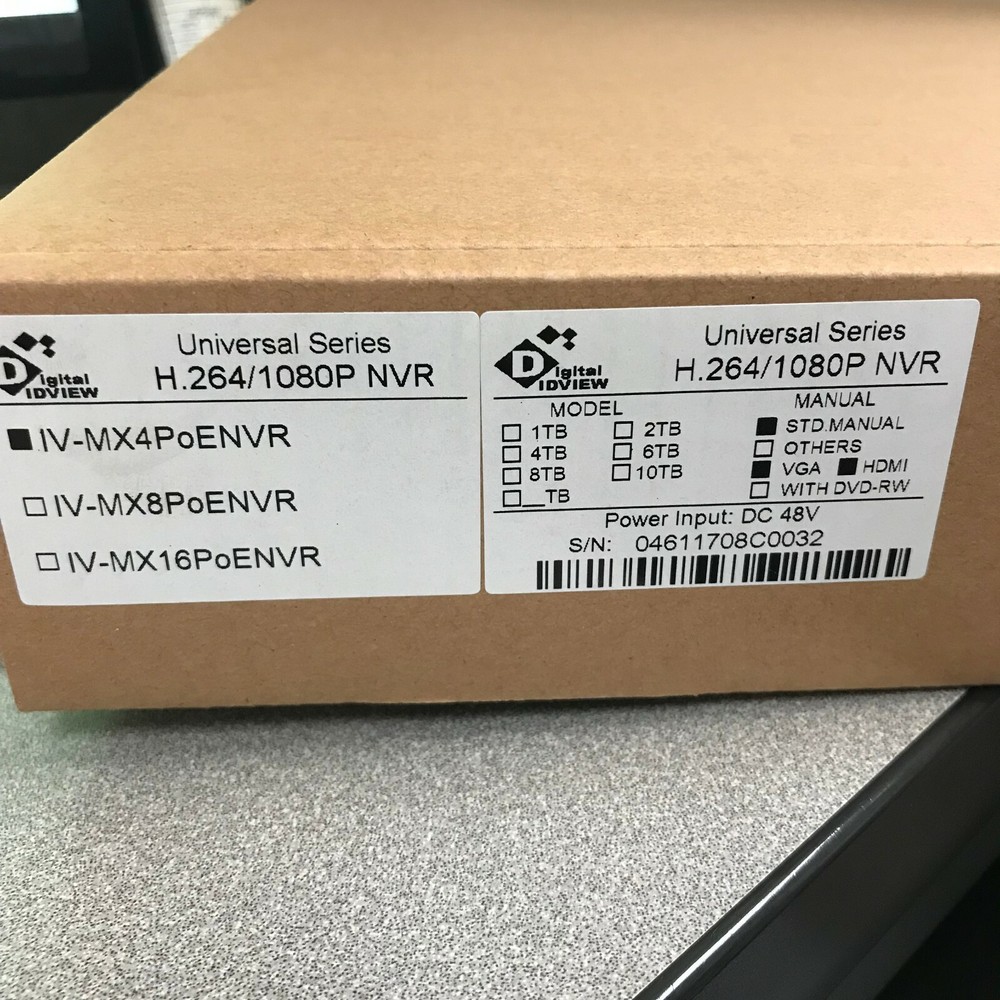 Digital
IDVIEW
Universal Series
H.264/1080P NVR
IV-MX4PoENVR
IV-MX8PoENVR
IV-MX16PoENVR
Digital
IDVIEW
Universal Series
H.264/1080P NVR
MODEL
1TB 2TB
4TB 6TB
8TB 10TB
__TB
MANUAL
STD.MANUAL
OTHERS
VGA HDMI
WITH DVD-RW
Power Input: DC 48V
S/N: 04611708C0032